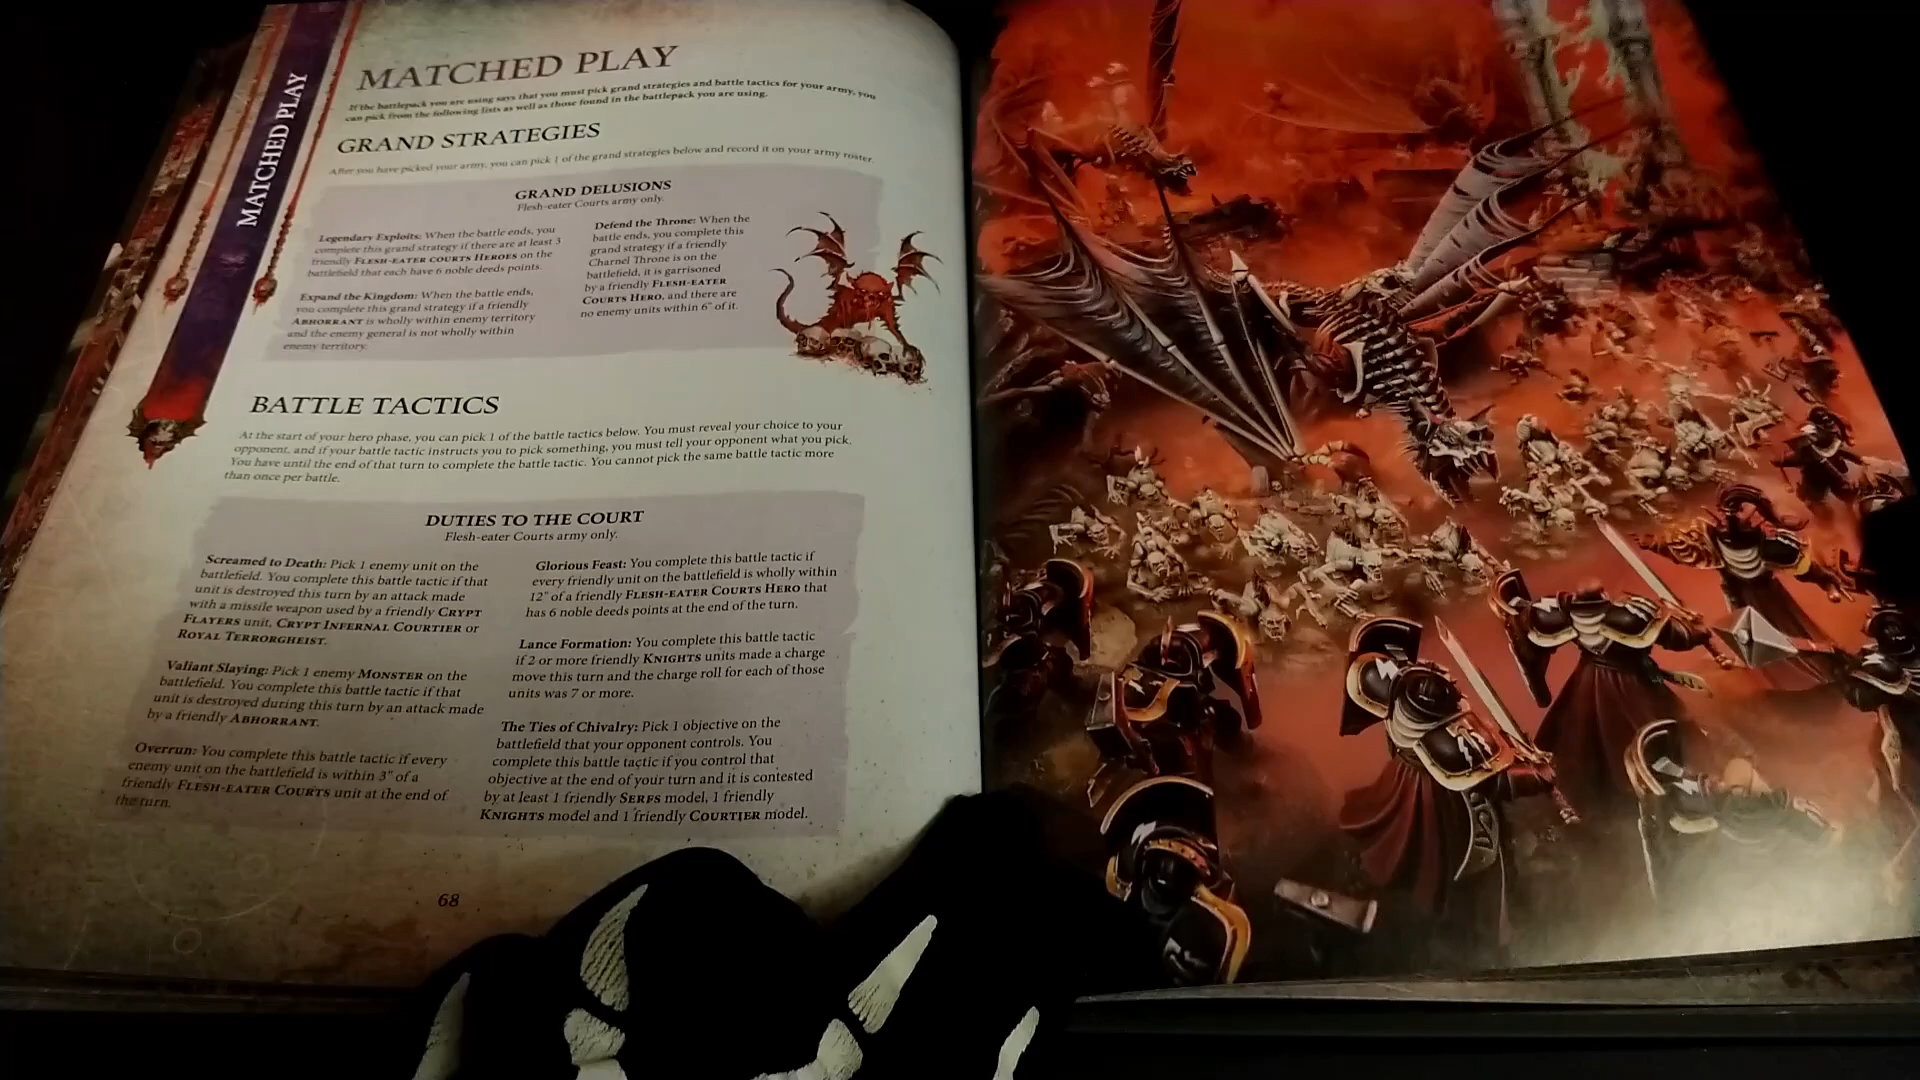 MATCHED PLAY
MATCHED PLAY
If the battlepack you are using says that you must pick grand strategies and battle tactics for your army, you
can pick from the following lists as well as those found in the battlepack you are using.
GRAND STRATEGIES
After you have picked your army, you can pick 1 of the grand strategies below and record it on your army roster.
GRAND DELUSIONS
Flesh-eater Courts army only.
Legendary Exploits: When the battle ends, you
complete this grand strategy if there are at least 3
friendly FLESH-EATER COURTS HEROES on the
battlefield that each have 6 noble deeds points.
Expand the Kingdom: When the battle ends,
you complete this grand strategy if a friendly
ABHORRANT is wholly within enemy territory
and the enemy general is not wholly within
enemy territory.
Defend the Throne: When the
battle ends, you complete this
grand strategy if a friendly
Charnel Throne is on the
battlefield, it is garrisoned
by a friendly FLESH-EATER
COURTS HERO, and there are
no enemy units within 6" of it.
BATTLE TACTICS
At the start of your hero phase, you can pick 1 of the battle tactics below. You must reveal your choice to your
opponent, and if your battle tactic instructs you to pick something, you must tell your opponent what you pick.
You have until the end of that turn to complete the battle tactic. You cannot pick the same battle tactic more
than once per battle.
DUTIES TO THE COURT
Flesh-eater Courts army only.
Screamed to Death: Pick 1 enemy unit on the
battlefield. You complete this battle tactic if that
unit is destroyed this turn by an attack made
with a missile weapon used by a friendly CRYPT
FLAYERS unit, CRYPT INFERNAL COURTIER or
ROYAL TERRORGHEIST.
Valiant Slaying: Pick 1 enemy MONSTER on the
battlefield. You complete this battle tactic if that
unit is destroyed during this turn by an attack made
by a friendly ABHORRANT.
Overrun: You complete this battle tactic if every
enemy unit on the battlefield is within 3" of a
friendly FLESH-EATER COURTS unit at the end of
the turn.
Glorious Feast: You complete this battle tactic if
every friendly unit on the battlefield is wholly within
12" of a friendly FLESH-EATER COURTS HERO that
has 6 noble deeds points at the end of the turn.
Lance Formation: You complete this battle tactic
if 2 or more friendly KNIGHTS units made a charge
move this turn and the charge roll for each of those
units was 7 or more.
The Ties of Chivalry: Pick 1 objective on the
battlefield that your opponent controls. You
complete this battle tactic if you control that
objective at the end of your turn and it is contested
by at least 1 friendly SERFS model, 1 friendly
KNIGHTS model and 1 friendly COURTIER model.
68